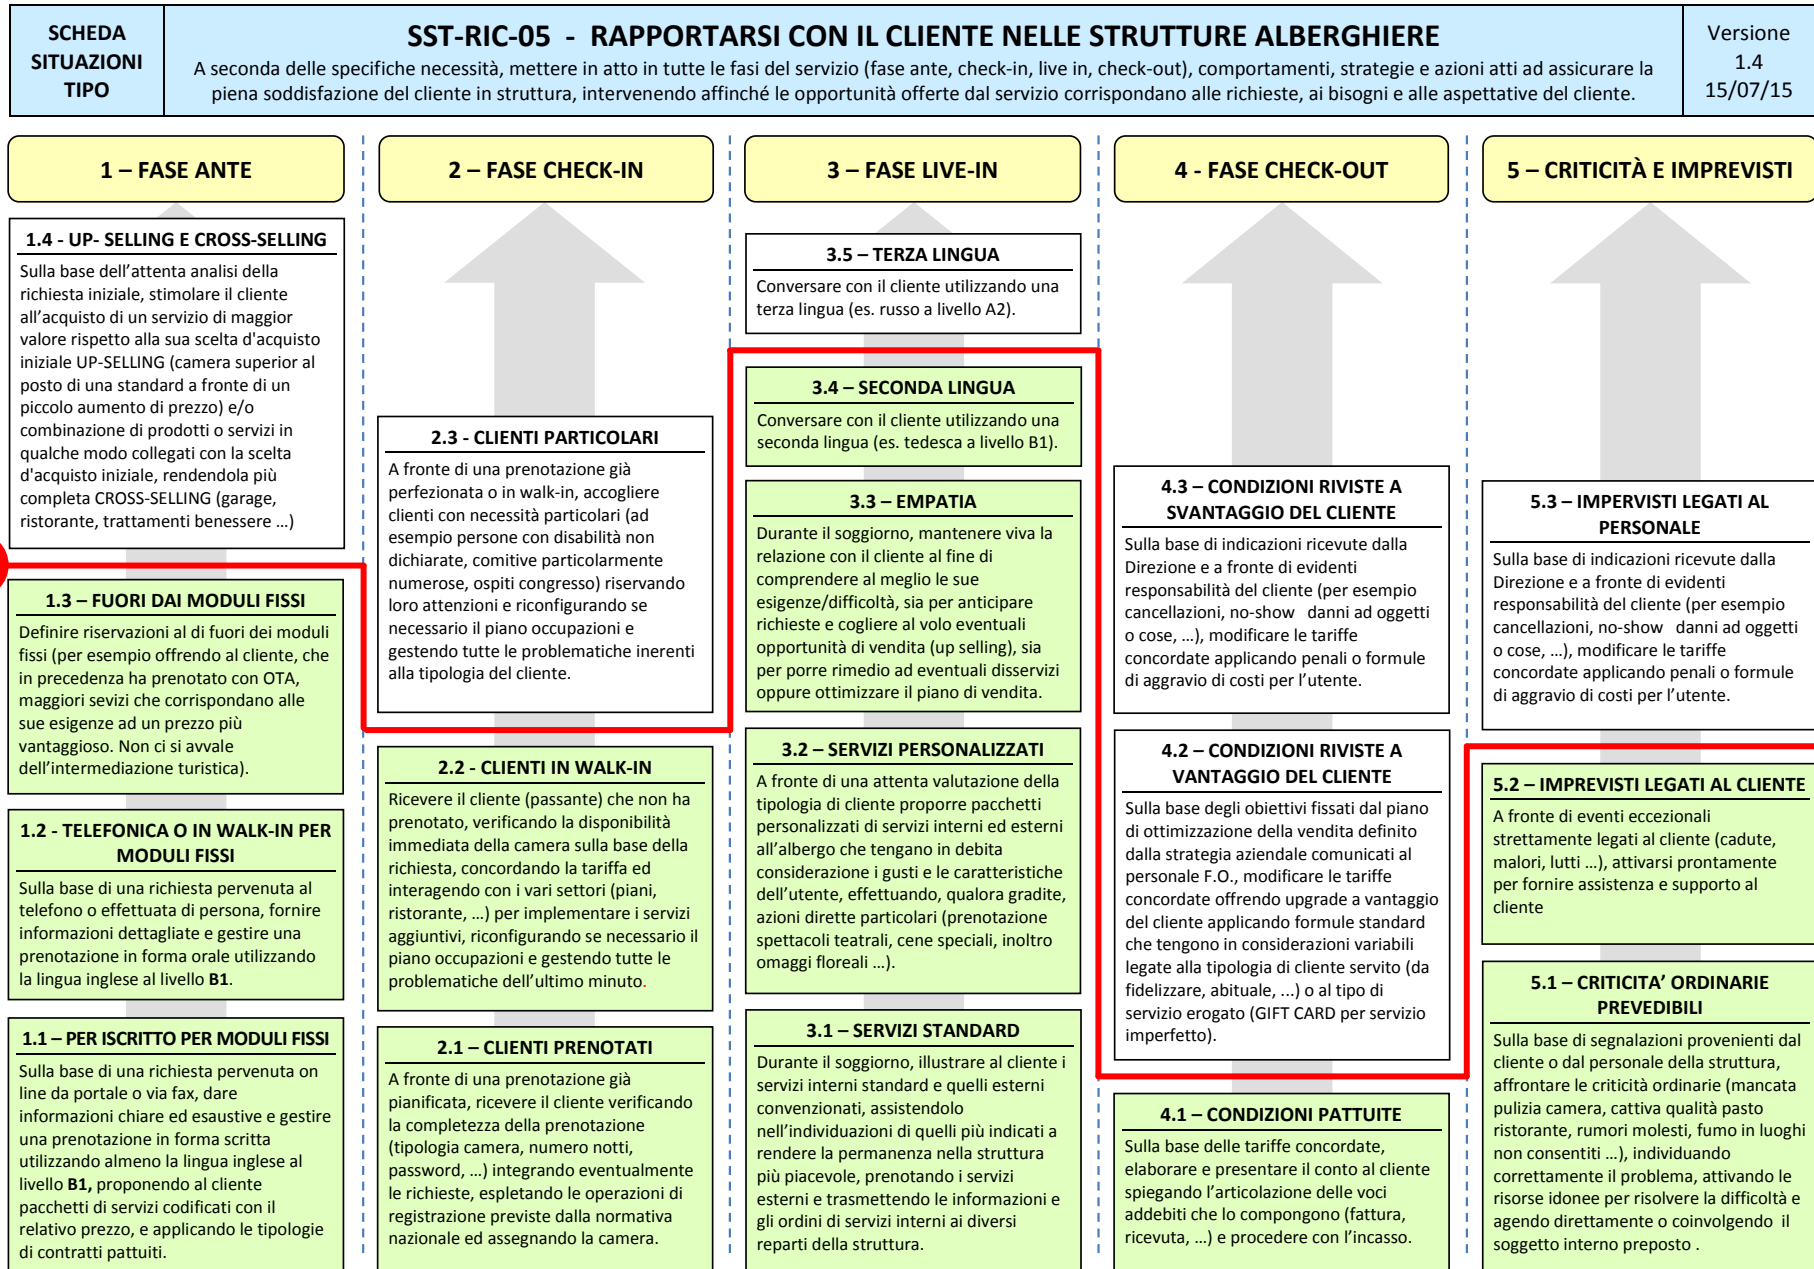 SCHEDA
SITUAZIONI
TIPO
SST-RIC-05 - RAPPORTARSI CON IL CLIENTE NELLE STRUTTURE ALBERGHIERE
A seconda delle specifiche necessità, mettere in atto in tutte le fasi del servizio (fase ante, check-in, live in, check-out), comportamenti, strategie e azioni atti ad assicurare la
piena soddisfazione del cliente in struttura, intervenendo affinché le opportunità offerte dal servizio corrispondano alle richieste, ai bisogni e alle aspettative del cliente.
Versione
1.4
15/07/15
1 – FASE ANTE
1.4 - UP- SELLING E CROSS-SELLING
Sulla base dell’attenta analisi della
richiesta iniziale, stimolare il cliente
all’acquisto di un servizio di maggior
valore rispetto alla sua scelta d'acquisto
iniziale UP-SELLING (camera superior al
posto di una standard a fronte di un
piccolo aumento di prezzo) e/o
combinazione di prodotti o servizi in
qualche modo collegati con la scelta
d'acquisto iniziale, rendendola più
completa CROSS-SELLING (garage,
ristorante, trattamenti benessere …)
1.3 – FUORI DAI MODULI FISSI
Definire riservazioni al di fuori dei moduli
fissi (per esempio offrendo al cliente, che
in precedenza ha prenotato con OTA,
maggiori sevizi che corrispondano alle
sue esigenze ad un prezzo più
vantaggioso. Non ci si avvale
dell’intermediazione turistica).
1.2 - TELEFONICA O IN WALK-IN PER
MODULI FISSI
Sulla base di una richiesta pervenuta al
telefono o effettuata di persona, fornire
informazioni dettagliate e gestire una
prenotazione in forma orale utilizzando
la lingua inglese al livello B1.
1.1 – PER ISCRITTO PER MODULI FISSI
Sulla base di una richiesta pervenuta on
line da portale o via fax, dare
informazioni chiare ed esaustive e gestire
una prenotazione in forma scritta
utilizzando almeno la lingua inglese al
livello B1, proponendo al cliente
pacchetti di servizi codificati con il
relativo prezzo, e applicando le tipologie
di contratti pattuiti.
2 – FASE CHECK-IN
2.3 - CLIENTI PARTICOLARI
A fronte di una prenotazione già
perfezionata o in walk-in, accogliere
clienti con necessità particolari (ad
esempio persone con disabilità non
dichiarate, comitive particolarmente
numerose, ospiti congresso) riservando
loro attenzioni e riconfigurando se
necessario il piano occupazioni e
gestendo tutte le problematiche inerenti
alla tipologia del cliente.
2.2 - CLIENTI IN WALK-IN
Ricevere il cliente (passante) che non ha
prenotato, verificando la disponibilità
immediata della camera sulla base della
richiesta, concordando la tariffa ed
interagendo con i vari settori (piani,
ristorante, …) per implementare i servizi
aggiuntivi, riconfigurando se necessario il
piano occupazioni e gestendo tutte le
problematiche dell’ultimo minuto.
2.1 – CLIENTI PRENOTATI
A fronte di una prenotazione già
pianificata, ricevere il cliente verificando
la completezza della prenotazione
(tipologia camera, numero notti,
password, …) integrando eventualmente
le richieste, espletando le operazioni di
registrazione previste dalla normativa
nazionale ed assegnando la camera.
3 – FASE LIVE-IN
3.5 – TERZA LINGUA
Conversare con il cliente utilizzando una
terza lingua (es. russo a livello A2).
3.4 – SECONDA LINGUA
Conversare con il cliente utilizzando una
seconda lingua (es. tedesca a livello B1).
3.3 – EMPATIA
Durante il soggiorno, mantenere viva la
relazione con il cliente al fine di
comprendere al meglio le sue
esigenze/difficoltà, sia per anticipare
richieste e cogliere al volo eventuali
opportunità di vendita (up selling), sia
per porre rimedio ad eventuali disservizi
oppure ottimizzare il piano di vendita.
3.2 – SERVIZI PERSONALIZZATI
A fronte di una attenta valutazione della
tipologia di cliente proporre pacchetti
personalizzati di servizi interni ed esterni
all’albergo che tengano in debita
considerazione i gusti e le caratteristiche
dell’utente, effettuando, qualora gradite,
azioni dirette particolari (prenotazione
spettacoli teatrali, cene speciali, inoltro
omaggi floreali …).
3.1 – SERVIZI STANDARD
Durante il soggiorno, illustrare al cliente i
servizi interni standard e quelli esterni
convenzionati, assistendolo
nell’individuazioni di quelli più indicati a
rendere la permanenza nella struttura
più piacevole, prenotando i servizi
esterni e trasmettendo le informazioni e
gli ordini di servizi interni ai diversi
reparti della struttura.
4 - FASE CHECK-OUT
4.3 – CONDIZIONI RIVISTE A
SVANTAGGIO DEL CLIENTE
Sulla base di indicazioni ricevute dalla
Direzione e a fronte di evidenti
responsabilità del cliente (per esempio
cancellazioni, no-show danni ad oggetti
o cose, …), modificare le tariffe
concordate applicando penali o formule
di aggravio di costi per l’utente.
4.2 – CONDIZIONI RIVISTE A
VANTAGGIO DEL CLIENTE
Sulla base degli obiettivi fissati dal piano
di ottimizzazione della vendita definito
dalla strategia aziendale comunicati al
personale F.O., modificare le tariffe
concordate offrendo upgrade a vantaggio
del cliente applicando formule standard
che tengono in considerazioni variabili
legate alla tipologia di cliente servito (da
fidelizzare, abituale, ...) o al tipo di
servizio erogato (GIFT CARD per servizio
imperfetto).
4.1 – CONDIZIONI PATTUITE
Sulla base delle tariffe concordate,
elaborare e presentare il conto al cliente
spiegando l’articolazione delle voci
addebiti che lo compongono (fattura,
ricevuta, …) e procedere con l’incasso.
5 – CRITICITÀ E IMPREVISTI
5.3 – IMPERVISTI LEGATI AL
PERSONALE
Sulla base di indicazioni ricevute dalla
Direzione e a fronte di evidenti
responsabilità del cliente (per esempio
cancellazioni, no-show danni ad oggetti
o cose, …), modificare le tariffe
concordate applicando penali o formule
di aggravio di costi per l’utente.
5.2 – IMPREVISTI LEGATI AL CLIENTE
A fronte di eventi eccezionali
strettamente legati al cliente (cadute,
malori, lutti …), attivarsi prontamente
per fornire assistenza e supporto al
cliente
5.1 – CRITICITA’ ORDINARIE
PREVEDIBILI
Sulla base di segnalazioni provenienti dal
cliente o dal personale della struttura,
affrontare le criticità ordinarie (mancata
pulizia camera, cattiva qualità pasto
ristorante, rumori molesti, fumo in luoghi
non consentiti …), individuando
correttamente il problema, attivando le
risorse idonee per risolvere la difficoltà e
agendo direttamente o coinvolgendo il
soggetto interno preposto .